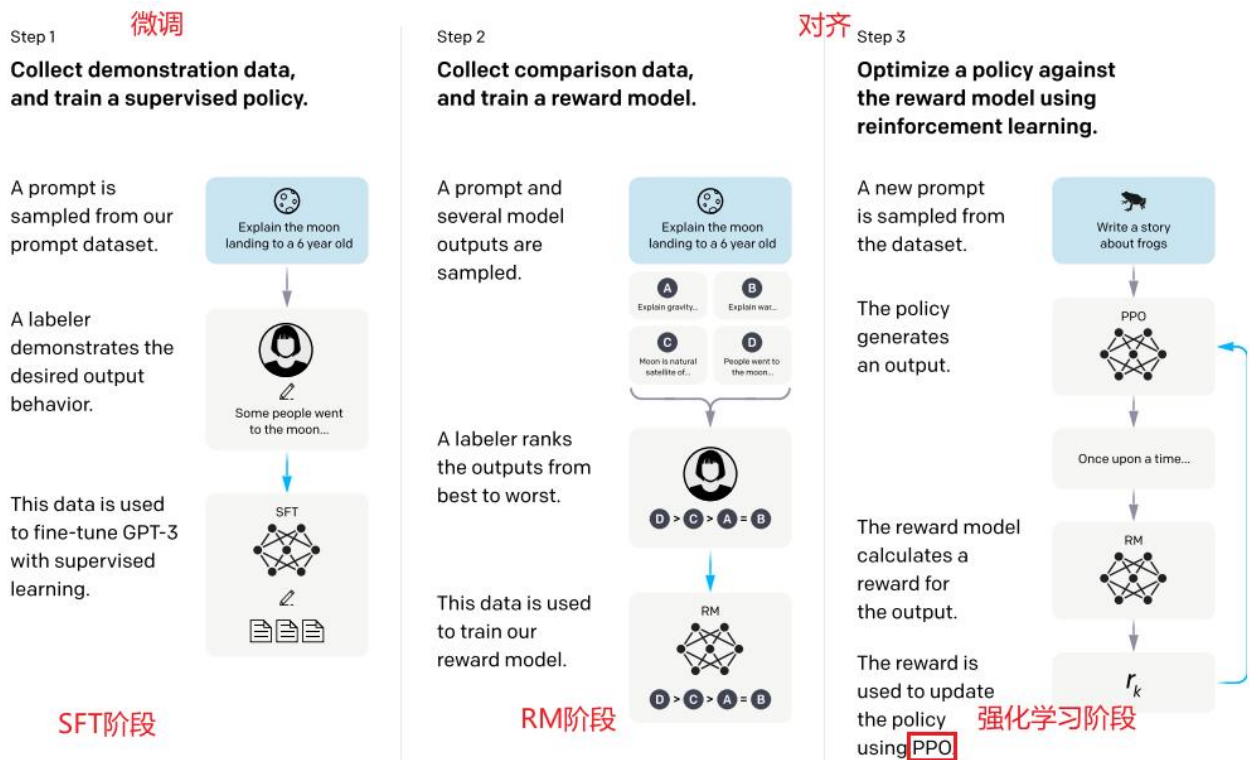 微调
对齐
Step 1
Collect demonstration data,
and train a supervised policy.
A prompt is
sampled from our
prompt dataset.
Explain the moon
landing to a 6 year old
A labeler
demonstrates the
desired output
behavior.
Some people went
to the moon...
This data is used
to fine-tune GPT-3
with supervised
learning.
SFT
SFT阶段
Step 2
Collect comparison data,
and train a reward model.
A prompt and
several model
outputs are
sampled.
Explain the moon
landing to a 6 year old
A
Explain gravity...
B
Explain war...
C
Moon is natural
satellite of...
D
People went to
the moon...
A labeler ranks
the outputs from
best to worst.
D > C > A = B
This data is used
to train our
reward model.
RM
D > C > A = B
RM阶段
Step 3
Optimize a policy against
the reward model using
reinforcement learning.
A new prompt
is sampled from
the dataset.
Write a story
about frogs
The policy
generates
an output.
PPO
Once upon a time...
The reward model
calculates a
reward for
the output.
RM
The reward is
used to update
the policy
using PPO.
rₖ
强化学习阶段